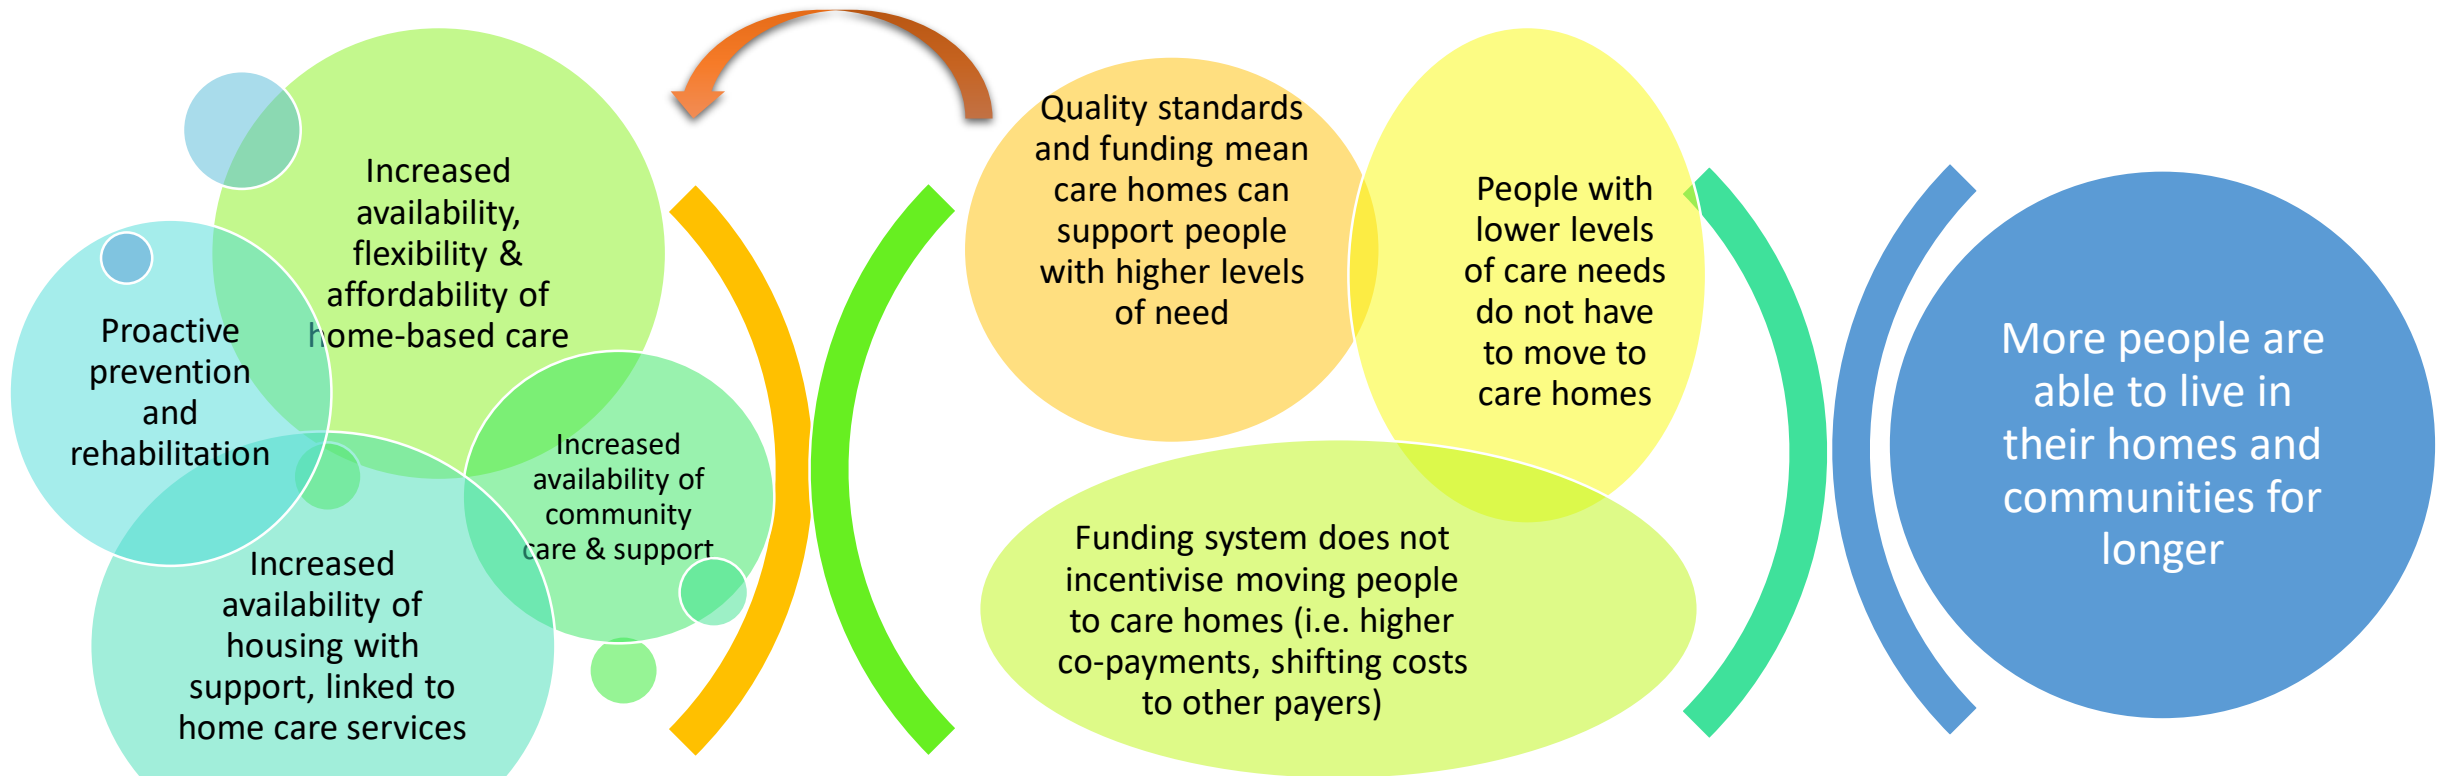 Increased
availability,
flexibility &
affordability of
home-based care
Proactive
prevention
and
rehabilitation
Increased
availability of
community
care & support
Increased
availability of
housing with
support, linked to
home care services
Quality standards
and funding mean
care homes can
support people
with higher levels
of need
People with
lower levels
of care needs
do not have
to move to
care homes
Funding system does not
incentivise moving people
to care homes (i.e. higher
co-payments, shifting costs
to other payers)
More people are
able to live in
their homes and
communities for
longer